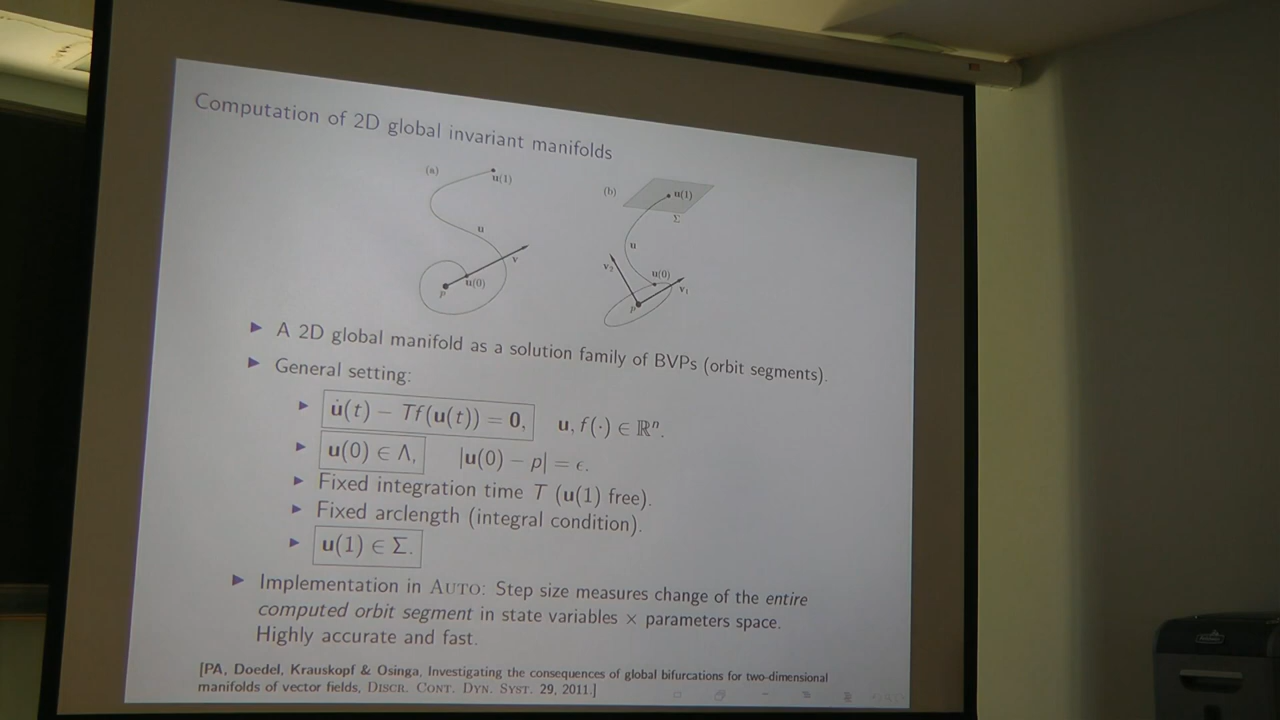 Computation of 2D global invariant manifolds
(a)
u(1)
u
v
u(0)
p
(b)
u(1)
Σ
u
v₂
u(0)
v₁
p
▶ A 2D global manifold as a solution family of BVPs (orbit segments).
▶ General setting:
▶ u̇(t) − Tf(u(t)) = 0, u, f(·) ∈ ℝⁿ.
▶ u(0) ∈ Λ, |u(0) − p| = ϵ.
▶ Fixed integration time T (u(1) free).
▶ Fixed arclength (integral condition).
▶ u(1) ∈ Σ.
▶ Implementation in AUTO: Step size measures change of the entire
computed orbit segment in state variables × parameters space.
Highly accurate and fast.
[PA, Doedel, Krauskopf & Osinga, Investigating the consequences of global bifurcations for two-dimensional
manifolds of vector fields, DISCR. CONT. DYN. SYST. 29, 2011.]